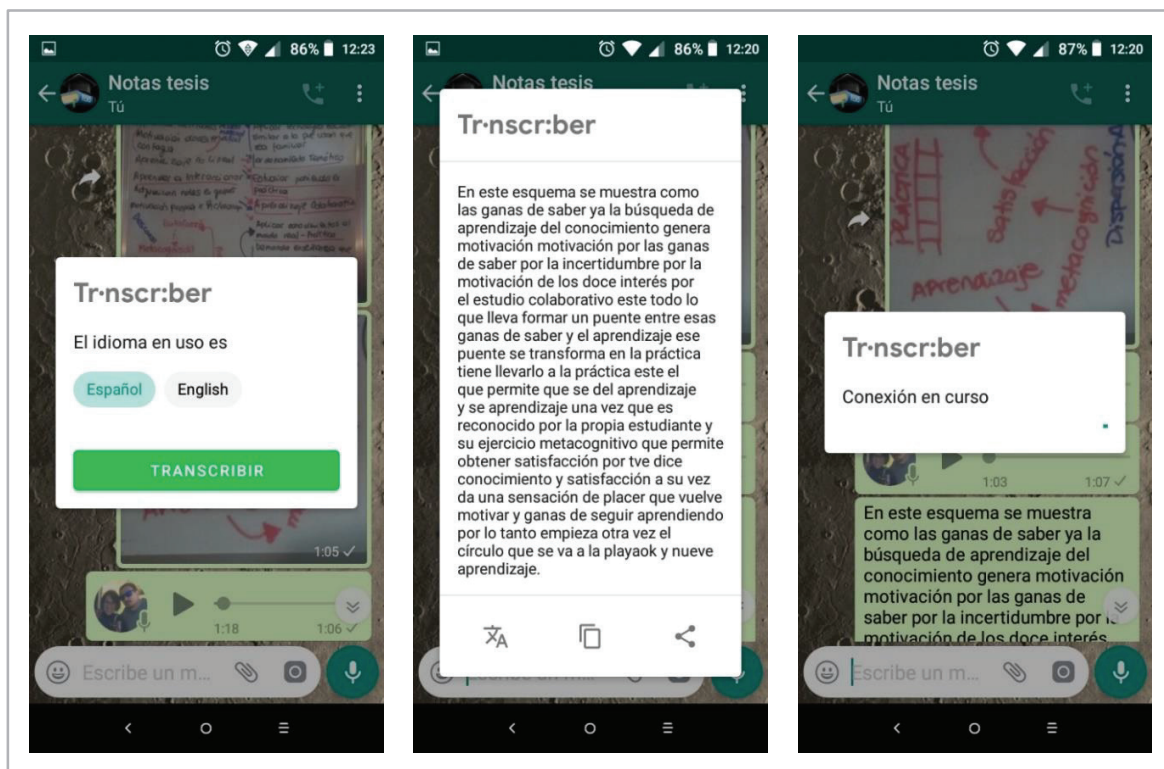 86% 12:23
Notas tesis
Tú
Tr·nscr:ber
El idioma en uso es
Español English
TRANSCRIBIR
1:05
1:18 1:06
Escribe un m...
86% 12:20
Notas tesis
Tr·nscr:ber
En este esquema se muestra como
las ganas de saber ya la búsqueda de
aprendizaje del conocimiento genera
motivación motivación por las ganas
de saber por la incertidumbre por la
motivación de los doce interés por
el estudio colaborativo este todo lo
que lleva formar un puente entre esas
ganas de saber y el aprendizaje ese
puente se transforma en la práctica
tiene llevarlo a la práctica este el
que permite que se del aprendizaje
y se aprendizaje una vez que es
reconocido por la propia estudiante y
su ejercicio metacognitivo que permite
obtener satisfacción por tve dice
conocimiento y satisfacción a su vez
da una sensación de placer que vuelve
motivar y ganas de seguir aprendiendo
por lo tanto empieza otra vez el
círculo que se va a la playaok y nueve
aprendizaje.
87% 12:20
Notas tesis
Tú
PRÁCTICA
Satisfacción
metacognición
Dispersión
Aprendizaje
Tr·nscr:ber
Conexión en curso
1:03 1:07
En este esquema se muestra
como las ganas de saber ya la
búsqueda de aprendizaje del
conocimiento genera motivación
motivación por las ganas de
saber por la incertidumbre por
motivación de los doce interés
Escribe un m...